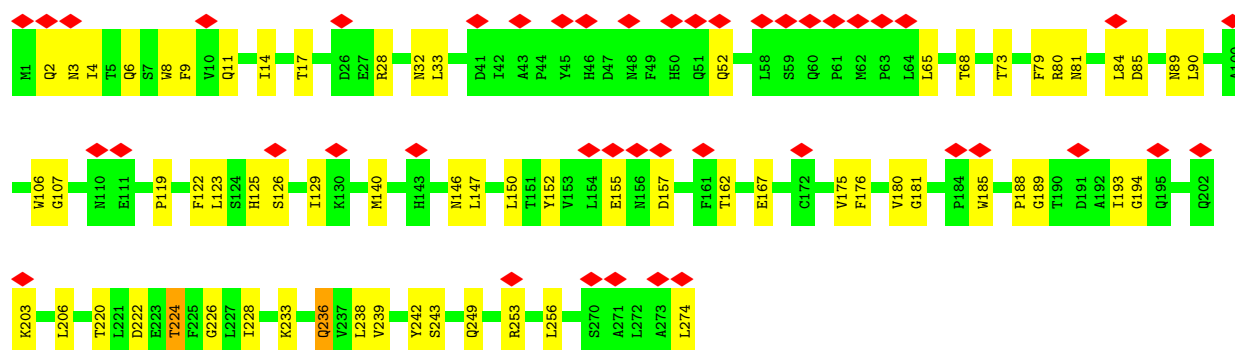 M1 Q2 N3 I4 T5 Q6 S7 W8 F9 V10 Q11 I14 T17 D26 E27 R28 N32 L33 D41 I42 A43 P44 Y45 H46 D47 N48 F49 H50 Q51 Q52 L58 S59 Q60 P61 M62 P63 L64 L65 T68 T73 F79 R80 N81 L84 D85 N89 L90
W106 G107 N110 E111 P119 F122 L123 S124 H125 S126 I129 K130 M140 H143 N146 L147 L150 T151 Y152 V153 L154 E155 N156 D157 F161 T162 E167 C172 V175 F176 V180 G181 P184 W185 P188 G189 T190 D191 A192 I193 G194 Q195 Q202
K203 L206 T220 L221 D222 E223 T224 F225 G226 L227 I228 K233 Q236 V237 L238 V239 Y242 S243 Q249 R253 L256 S270 A271 L272 A273 L274